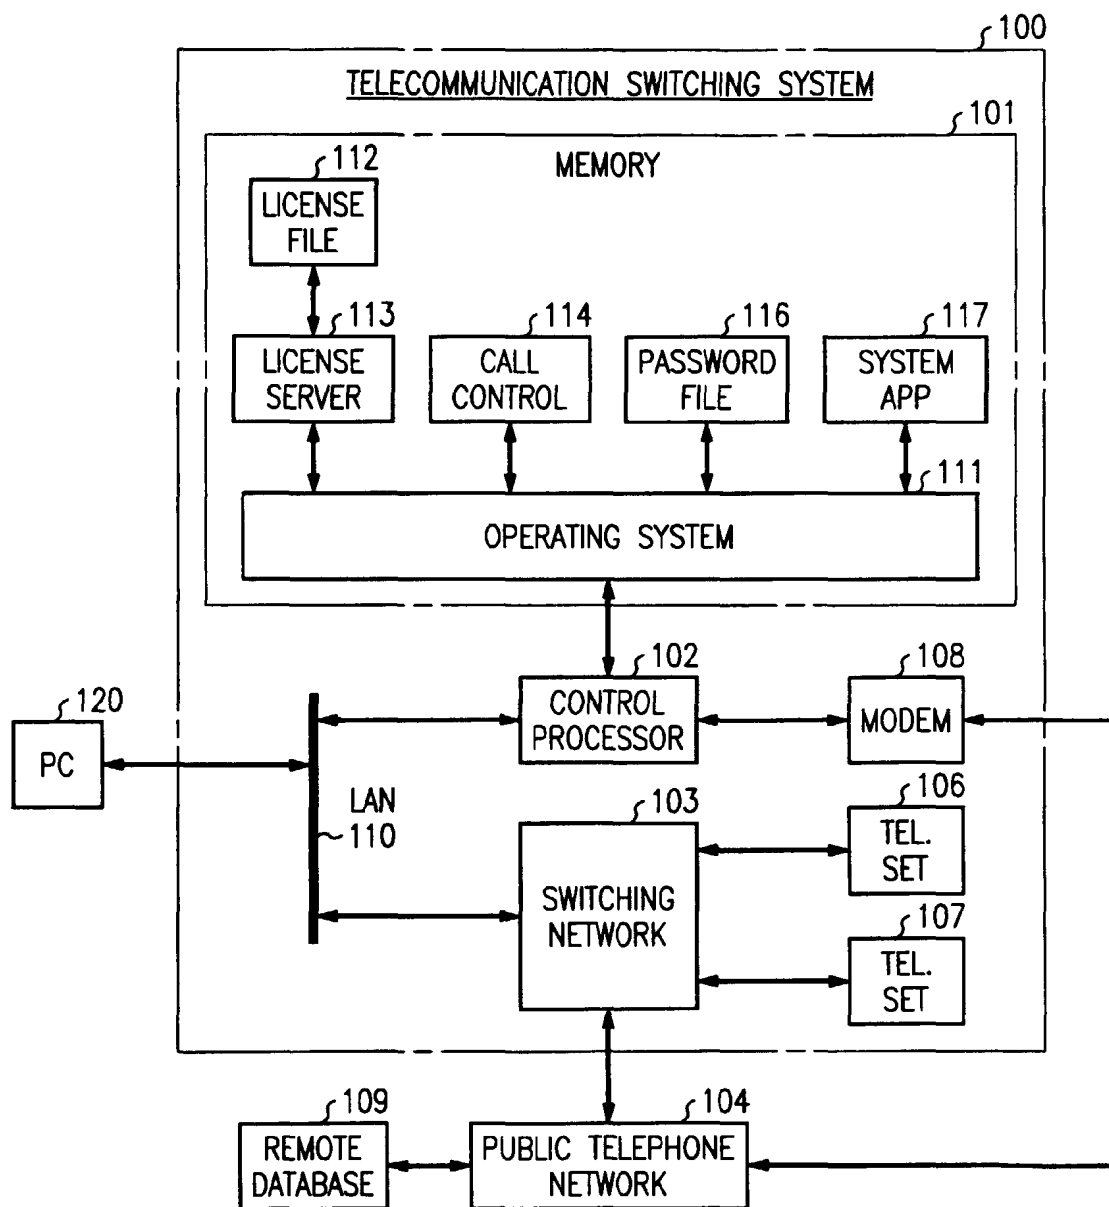 100
TELECOMMUNICATION SWITCHING SYSTEM
101
MEMORY
112
LICENSE
FILE
113
LICENSE
SERVER
114
CALL
CONTROL
116
PASSWORD
FILE
117
SYSTEM
APP
111
OPERATING SYSTEM
102
CONTROL
PROCESSOR
108
MODEM
120
PC
LAN
110
103
SWITCHING
NETWORK
106
TEL.
SET
107
TEL.
SET
109
REMOTE
DATABASE
104
PUBLIC TELEPHONE
NETWORK